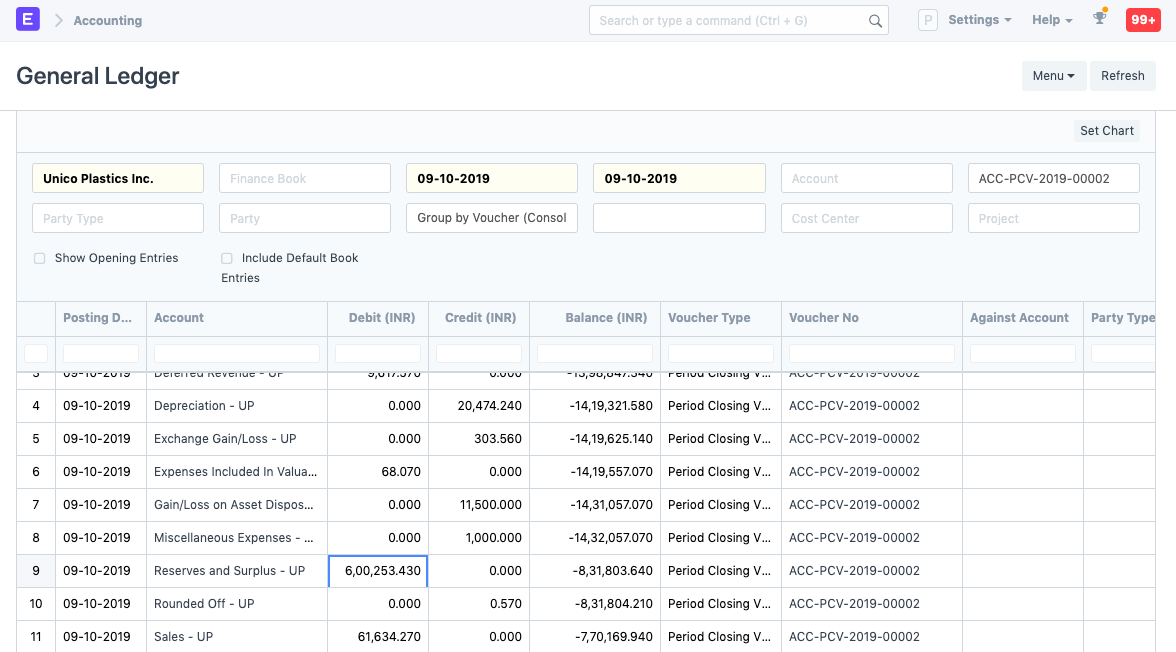 E Accounting Search or type a command (Ctrl + G) P Settings Help 99+
General Ledger Menu Refresh
Set Chart
Unico Plastics Inc. Finance Book 09-10-2019 09-10-2019 Account ACC-PCV-2019-00002
Party Type Party Group by Voucher (Consol Cost Center Project
Show Opening Entries Include Default Book
Entries
Posting D... Account Debit (INR) Credit (INR) Balance (INR) Voucher Type Voucher No Against Account Party Type
3 09-10-2019 Deferred Revenue - UP 9,617.570 0.000 -13,98,847.340 Period Closing V... ACC-PCV-2019-00002
4 09-10-2019 Depreciation - UP 0.000 20,474.240 -14,19,321.580 Period Closing V... ACC-PCV-2019-00002
5 09-10-2019 Exchange Gain/Loss - UP 0.000 303.560 -14,19,625.140 Period Closing V... ACC-PCV-2019-00002
6 09-10-2019 Expenses Included In Valua... 68.070 0.000 -14,19,557.070 Period Closing V... ACC-PCV-2019-00002
7 09-10-2019 Gain/Loss on Asset Dispos... 0.000 11,500.000 -14,31,057.070 Period Closing V... ACC-PCV-2019-00002
8 09-10-2019 Miscellaneous Expenses - ... 0.000 1,000.000 -14,32,057.070 Period Closing V... ACC-PCV-2019-00002
9 09-10-2019 Reserves and Surplus - UP 6,00,253.430 0.000 -8,31,803.640 Period Closing V... ACC-PCV-2019-00002
10 09-10-2019 Rounded Off - UP 0.000 0.570 -8,31,804.210 Period Closing V... ACC-PCV-2019-00002
11 09-10-2019 Sales - UP 61,634.270 0.000 -7,70,169.940 Period Closing V... ACC-PCV-2019-00002